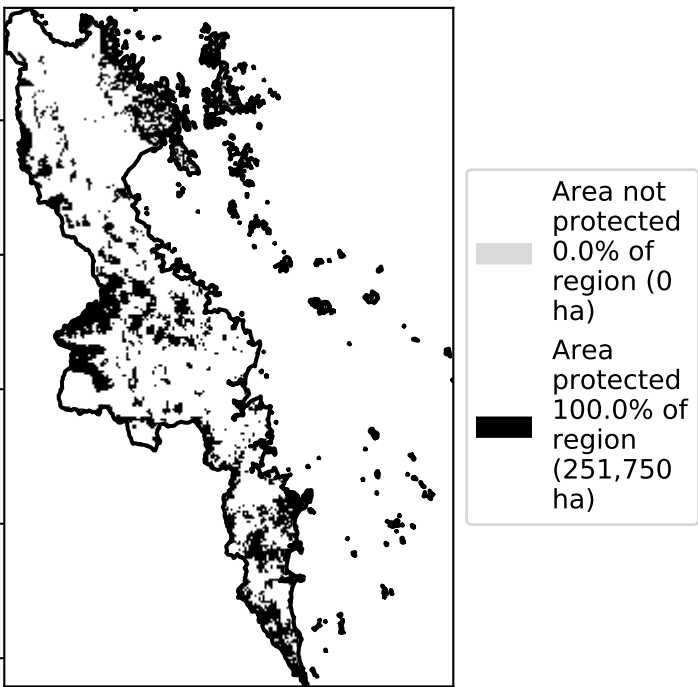 Area not
protected
0.0% of
region (0
ha)
Area
protected
100.0% of
region
(251,750
ha)